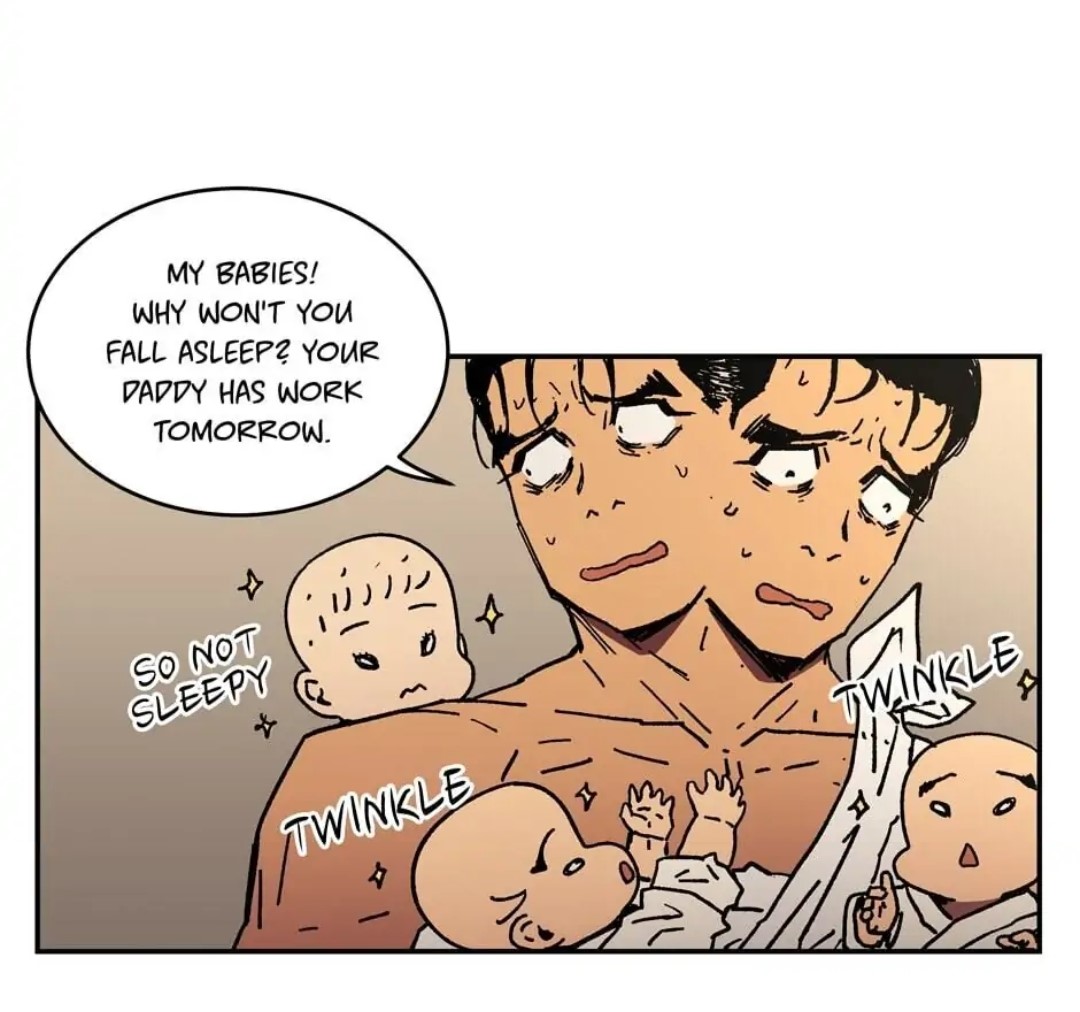 MY BABIES!
WHY WON'T YOU
FALL ASLEEP? YOUR
DADDY HAS WORK
TOMORROW.
SO NOT
SLEEPY
TWINKLE
TWINKLE